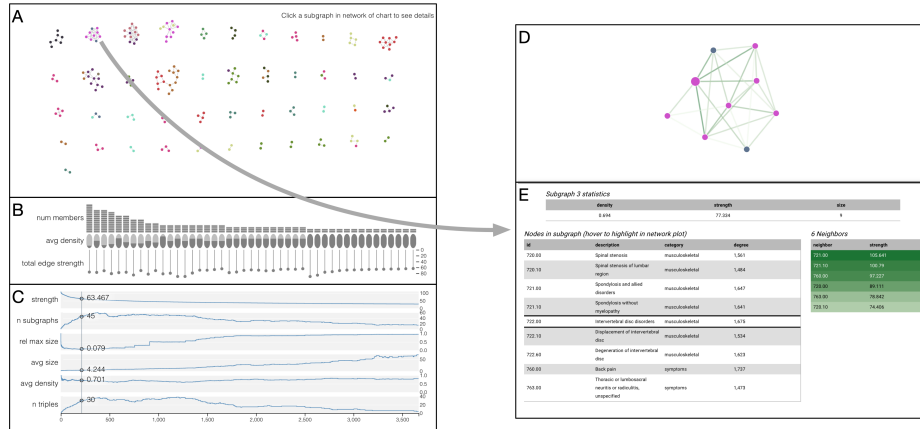 A
Click a subgraph in network of chart to see details
B
num members
avg density
total edge strength
0
20
40
60
80
C
strength
63.467
100
50
0
n subgraphs
45
60
40
20
0
rel max size
0.079
1.0
0.5
0.0
avg size
4.244
60
40
20
0
avg density
0.701
1.0
0.5
0.0
n triples
30
40
20
0
0 500 1,000 1,500 2,000 2,500 3,000 3,500
D
E
Subgraph 3 statistics
density strength size
0.694 77.334 9
Nodes in subgraph (hover to highlight in network plot)
id description category degree
720.00 Spinal stenosis musculoskeletal 1,561
720.10 Spinal stenosis of lumbar region musculoskeletal 1,484
721.00 Spondylosis and allied disorders musculoskeletal 1,647
721.10 Spondylosis without myelopathy musculoskeletal 1,641
722.00 Intervertebral disc disorders musculoskeletal 1,675
722.10 Displacement of intervertebral disc musculoskeletal 1,534
722.60 Degeneration of intervertebral disc musculoskeletal 1,623
760.00 Back pain symptoms 1,737
763.00 Thoracic or lumbosacral neuritis or radiculitis, unspecified symptoms 1,473
6 Neighbors
neighbor strength
721.00 105.641
721.10 100.79
760.00 97.227
720.00 89.111
763.00 78.842
720.10 74.406